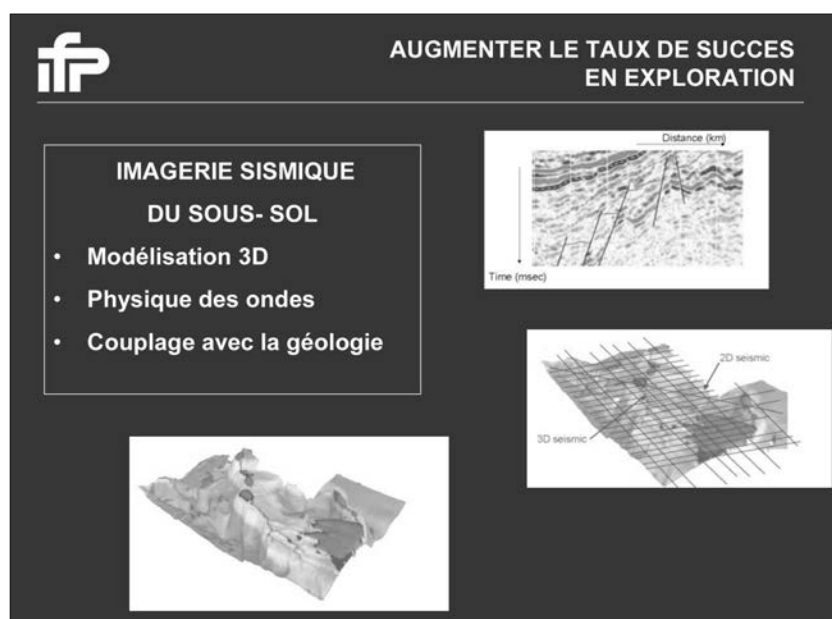 ifp
AUGMENTER LE TAUX DE SUCCES
EN EXPLORATION
IMAGERIE SISMIQUE
DU SOUS- SOL
• Modélisation 3D
• Physique des ondes
• Couplage avec la géologie
Distance (km)
Time (msec)
2D seismic
3D seismic